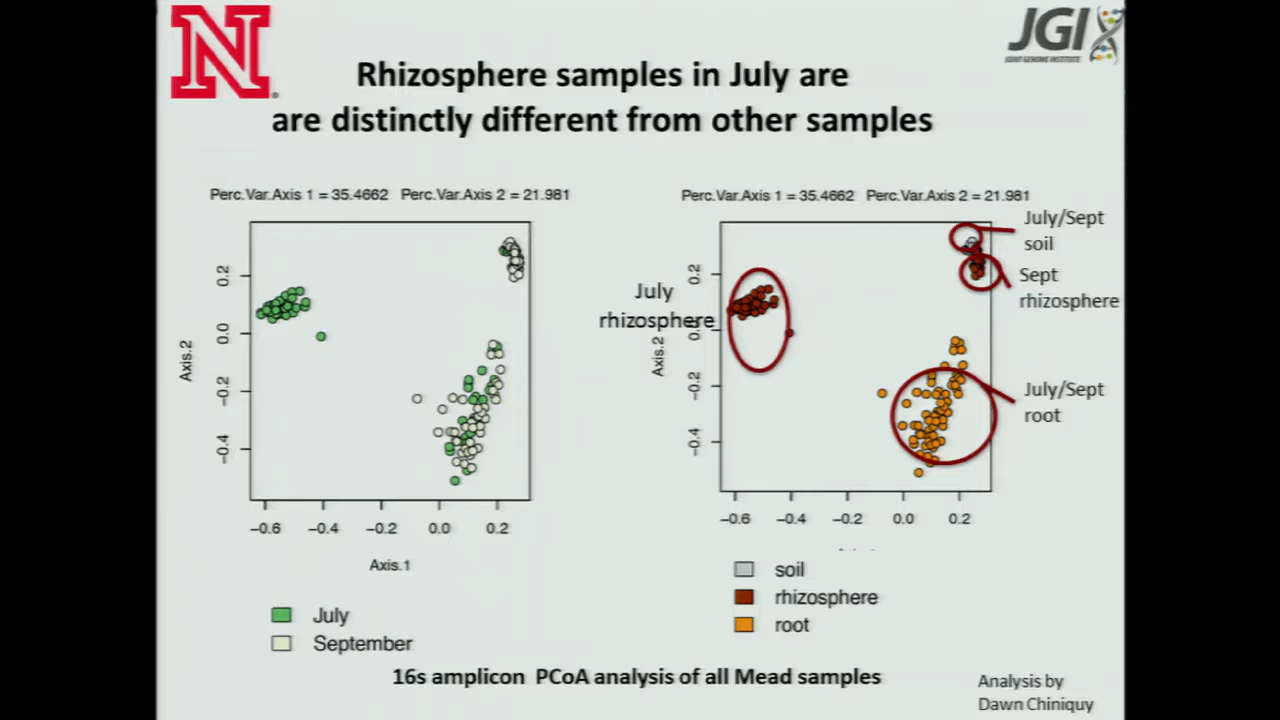 N
JGI
JOINT GENOME INSTITUTE
Rhizosphere samples in July are
are distinctly different from other samples
Perc.Var.Axis 1 = 35.4662 Perc.Var.Axis 2 = 21.981
Axis.2
0.2
0.0
−0.2
−0.4
−0.6 −0.4 −0.2 0.0 0.2
Axis.1
July
September
Perc.Var.Axis 1 = 35.4662 Perc.Var.Axis 2 = 21.981
July
rhizosphere
Axis.2
0.2
0.0
−0.2
−0.4
−0.6 −0.4 −0.2 0.0 0.2
July/Sept
soil
Sept
rhizosphere
July/Sept
root
soil
rhizosphere
root
16s amplicon PCoA analysis of all Mead samples
Analysis by
Dawn Chiniquy